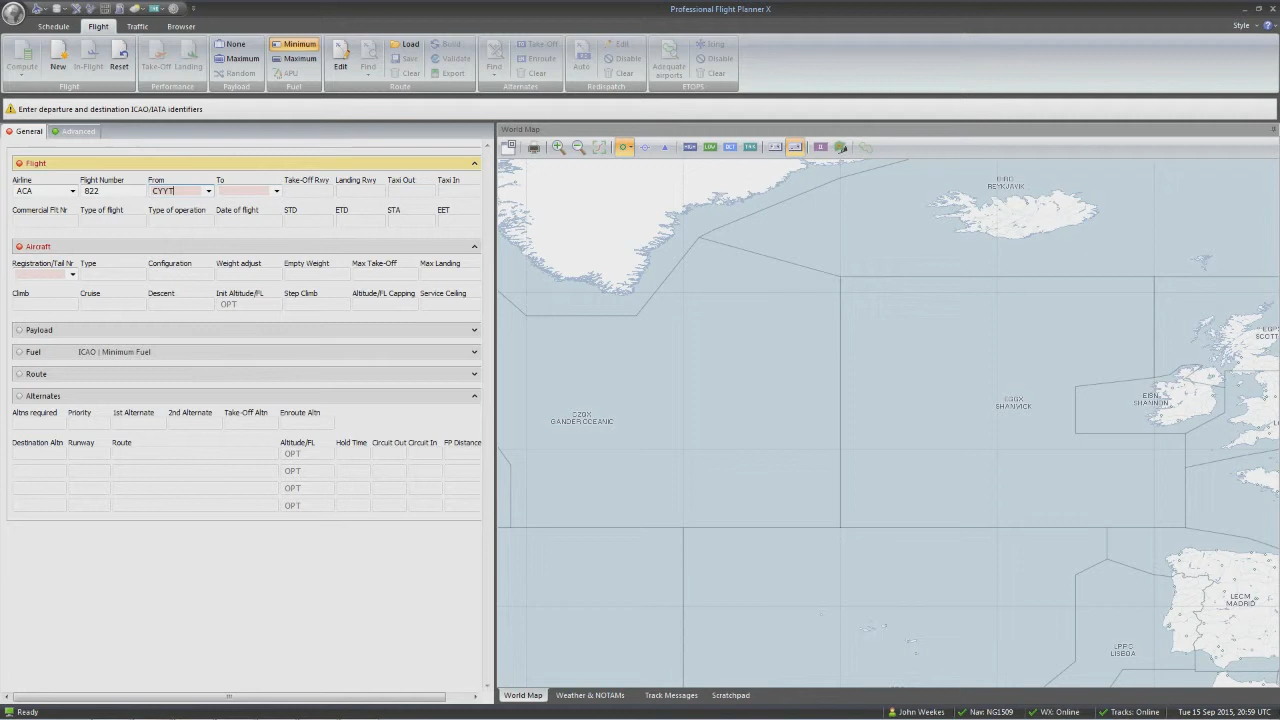 Professional Flight Planner X
Schedule Flight Traffic Browser
Style
None Minimum Load Build Take-Off Edit Icing
Maximum Maximum Save Validate Enroute Disable Disable
Compute New In-Flight Reset Take-Off Landing Random APU Edit Find Clear Export Find Clear Auto Clear Adequate airports Clear
Flight Performance Payload Fuel Route Alternates Redispatch ETOPS
Enter departure and destination ICAO/IATA identifiers
General Advanced
World Map
Flight
Airline Flight Number From To Take-Off Rwy Landing Rwy Taxi Out Taxi In
ACA 822 CYYT
Commercial Flt Nr Type of flight Type of operation Date of flight STD ETD STA EET
Aircraft
Registration/Tail Nr Type Configuration Weight adjust Empty Weight Max Take-Off Max Landing
Climb Cruise Descent Init Altitude/FL Step Climb Altitude/FL Capping Service Ceiling
OPT
Payload
Fuel ICAO | Minimum Fuel
Route
Alternates
Altns required Priority 1st Alternate 2nd Alternate Take-Off Altn Enroute Altn
Destination Altn Runway Route Altitude/FL Hold Time Circuit Out Circuit In FP Distance
OPT
OPT
OPT
OPT
HIGH LOW DCT
REYKJAVIK
CZQX
GANDER OCEANIC
EGGX
SHANWICK
EISN
SHANNON
LECM
MADRID
LPPC
LISBOA
World Map Weather & NOTAMs Track Messages Scratchpad
Ready John Weekes Nav: NG1509 WX: Online Tracks: Online Tue 15 Sep 2015, 20:59 UTC